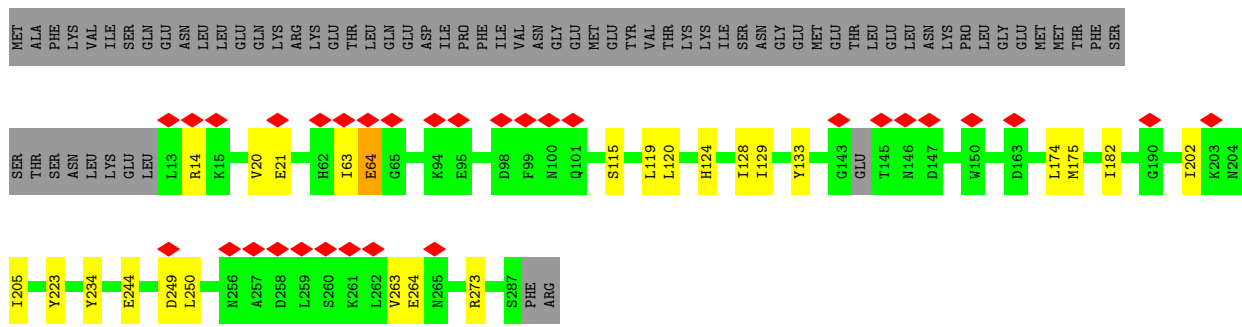 MET ALA PHE LYS VAL ILE SER GLN GLU ASN LEU LEU GLU GLN LYS ARG LYS GLU THR LEU GLN GLU ASP ILE PRO PHE ILE VAL ASN GLY GLU MET GLU TYR VAL THR LYS LYS ILE SER ASN GLY GLU MET GLU THR LEU GLU LEU ASN LYS PRO LEU GLY GLU MET MET THR PHE SER
SER THR SER ASN LEU LYS GLU LEU L13 R14 K15 V20 E21 H62 I63 E64 G65 K94 E95 D98 F99 N100 Q101 S115 L119 L120 H124 I128 I129 Y133 G143 GLU T145 N146 D147 W150 D163 L174 M175 I182 G190 I202 K203 N204
I205 Y223 Y234 E244 D249 L250 N256 A257 D258 L259 S260 K261 L262 V263 E264 N265 R273 S287 PHE ARG